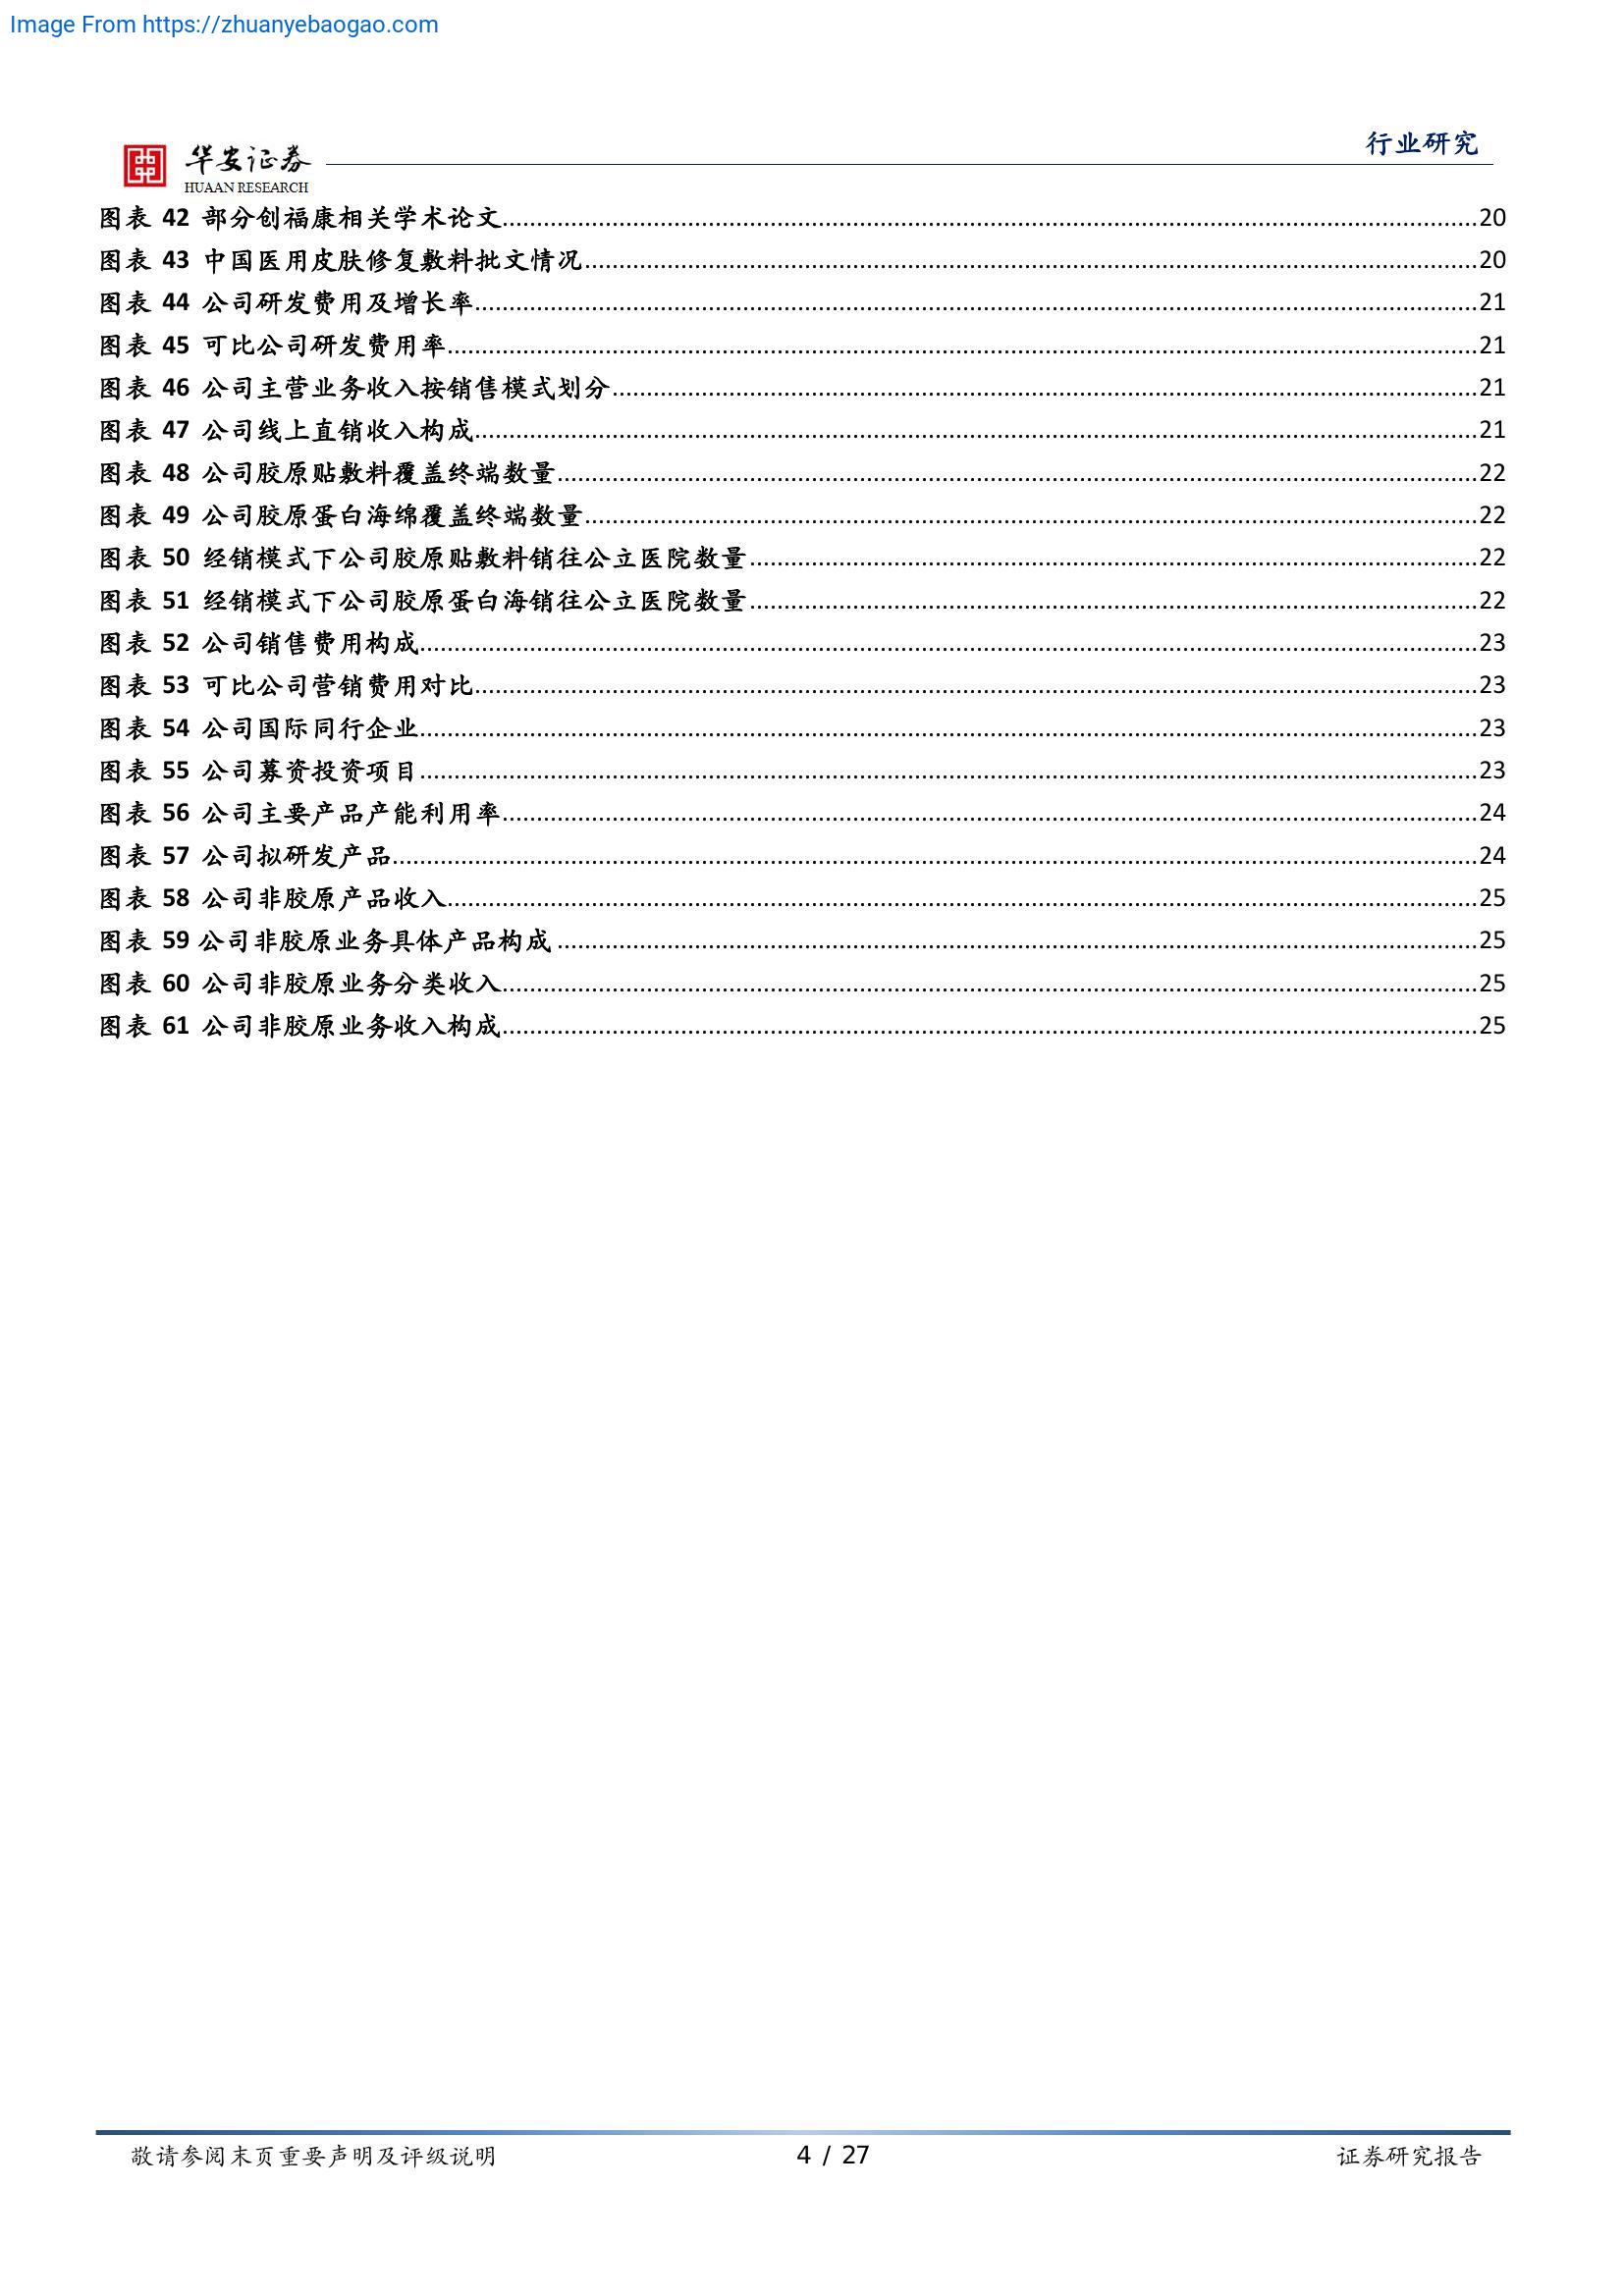 Image From https://zhuanyebaogao.com
行业研究
华安证券
HUAAN RESEARCH
图表 42 部分创福康相关学术论文....................20
图表 43 中国医用皮肤修复敷料批文情况....................20
图表 44 公司研发费用及增长率....................21
图表 45 可比公司研发费用率....................21
图表 46 公司主营业务收入按销售模式划分....................21
图表 47 公司线上直销收入构成....................21
图表 48 公司胶原贴敷料覆盖终端数量....................22
图表 49 公司胶原蛋白海绵覆盖终端数量....................22
图表 50 经销模式下公司胶原贴敷料销往公立医院数量....................22
图表 51 经销模式下公司胶原蛋白海销往公立医院数量....................22
图表 52 公司销售费用构成....................23
图表 53 可比公司营销费用对比....................23
图表 54 公司国际同行企业....................23
图表 55 公司募资投资项目....................23
图表 56 公司主要产品产能利用率....................24
图表 57 公司拟研发产品....................24
图表 58 公司非胶原产品收入....................25
图表 59 公司非胶原业务具体产品构成....................25
图表 60 公司非胶原业务分类收入....................25
图表 61 公司非胶原业务收入构成....................25
敬请参阅末页重要声明及评级说明 4 / 27 证券研究报告